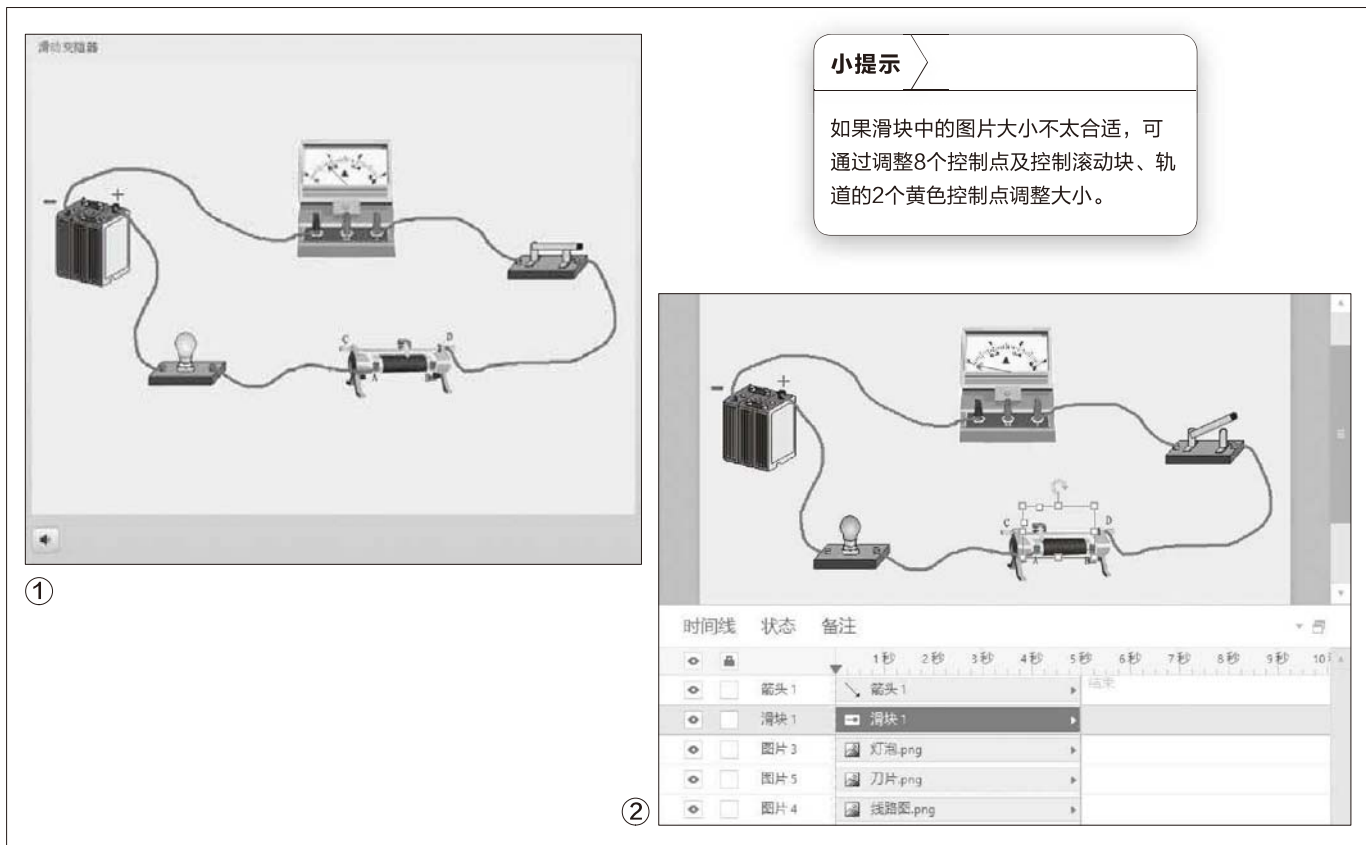 滑动变阻器
− +
C D
A
①
小提示
如果滑块中的图片大小不太合适，可
通过调整8个控制点及控制滚动块、轨
道的2个黄色控制点调整大小。
− +
C D
A
时间线 状态 备注
1秒 2秒 3秒 4秒 5秒 6秒 7秒 8秒 9秒 10
箭头 1 箭头 1 结束
滑块 1 滑块 1
图片 3 灯泡.png
图片 5 刀片.png
图片 4 线路图.png
②